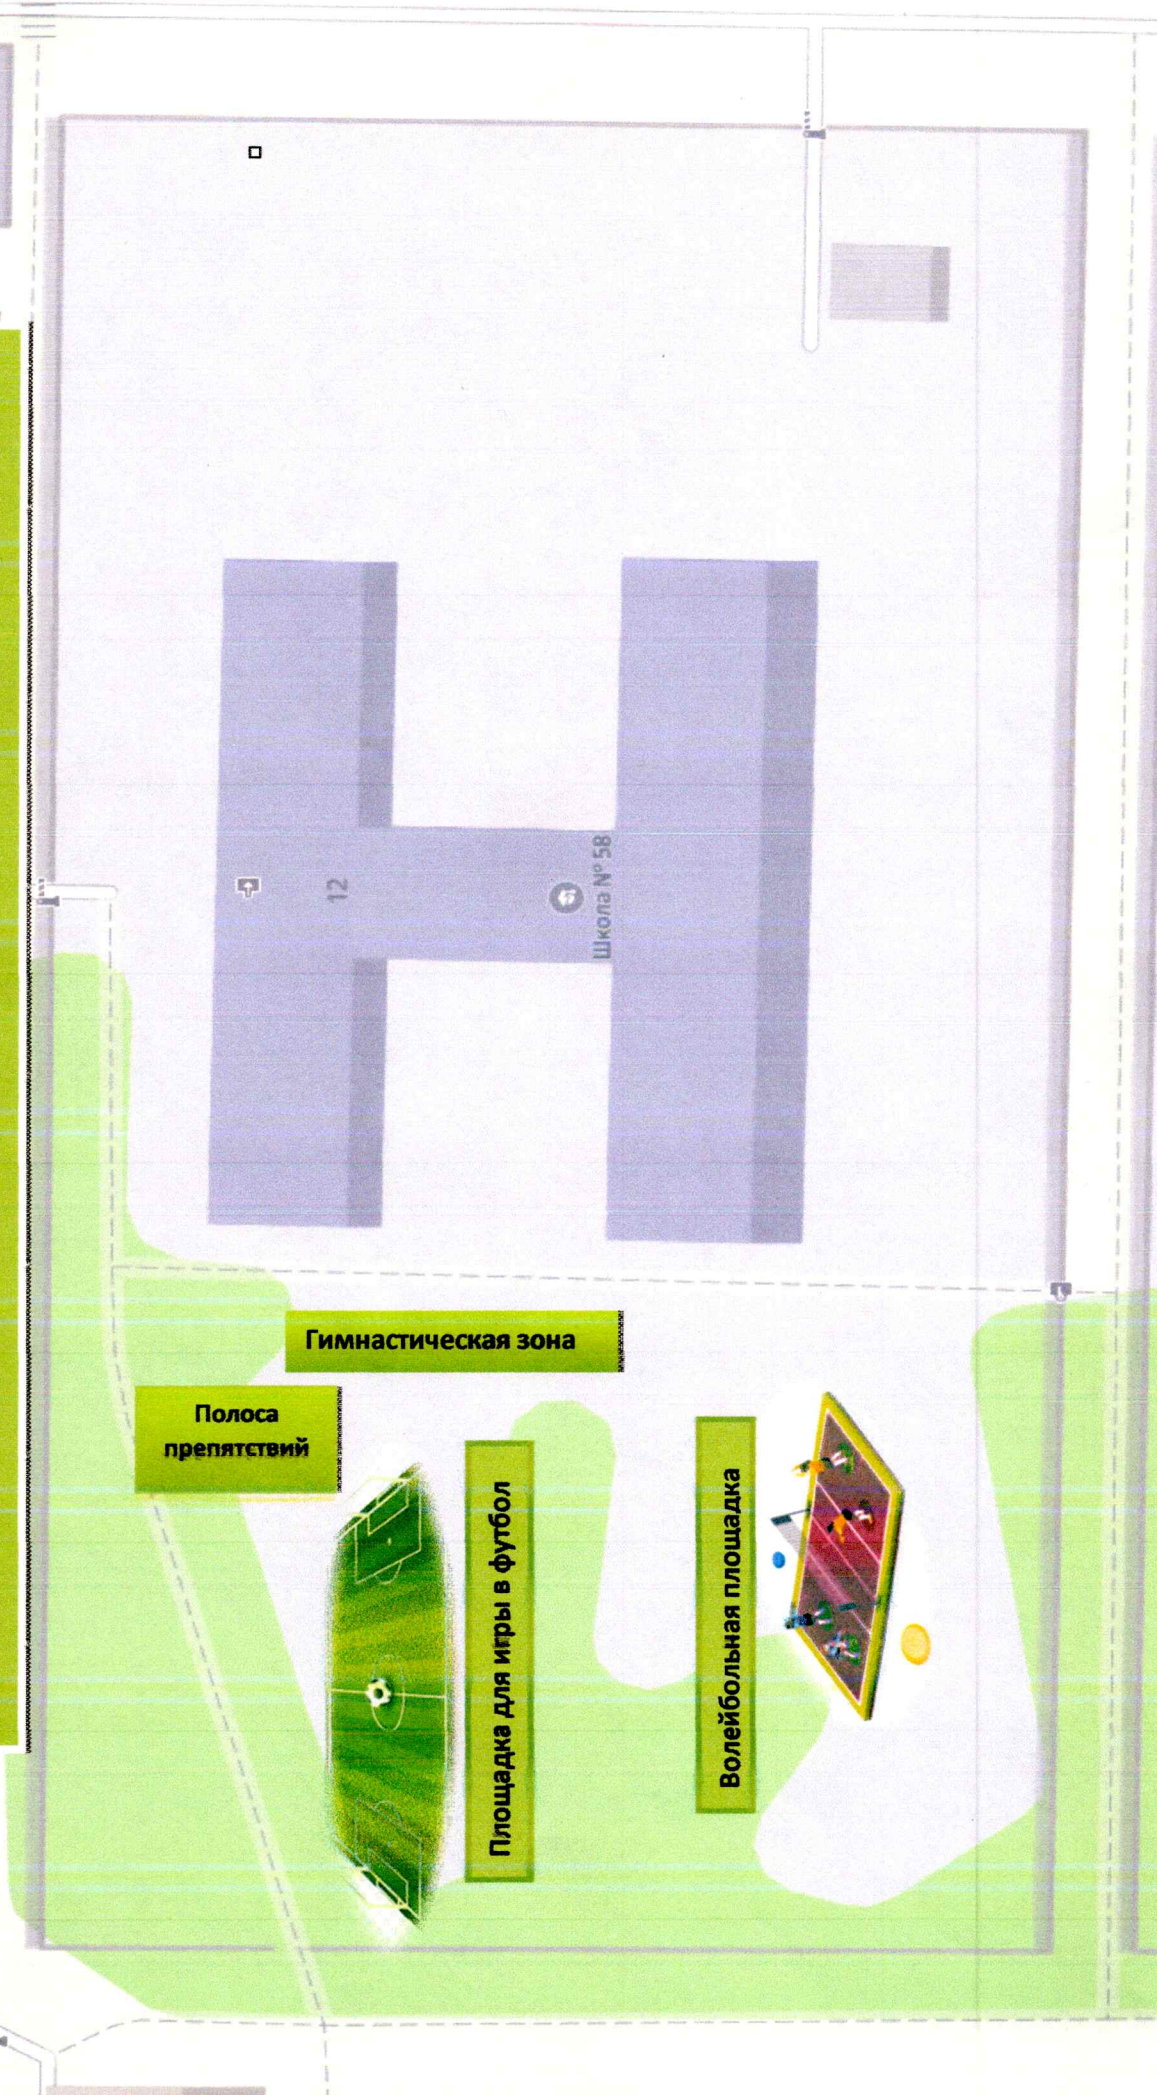 12
Школа № 58
Гимнастическая зона
Полоса
препятствий
Площадка для игры в футбол
Волейбольная площадка